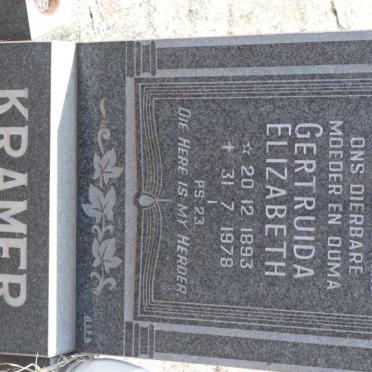 ONS DIERBARE
MOEDER EN OUMA
GERTRUIDA
ELIZABETH
☆ 20 12 1893
+ 31 7 1978
PS 23
1
DIE HERE IS MY HERDER
KRAMER